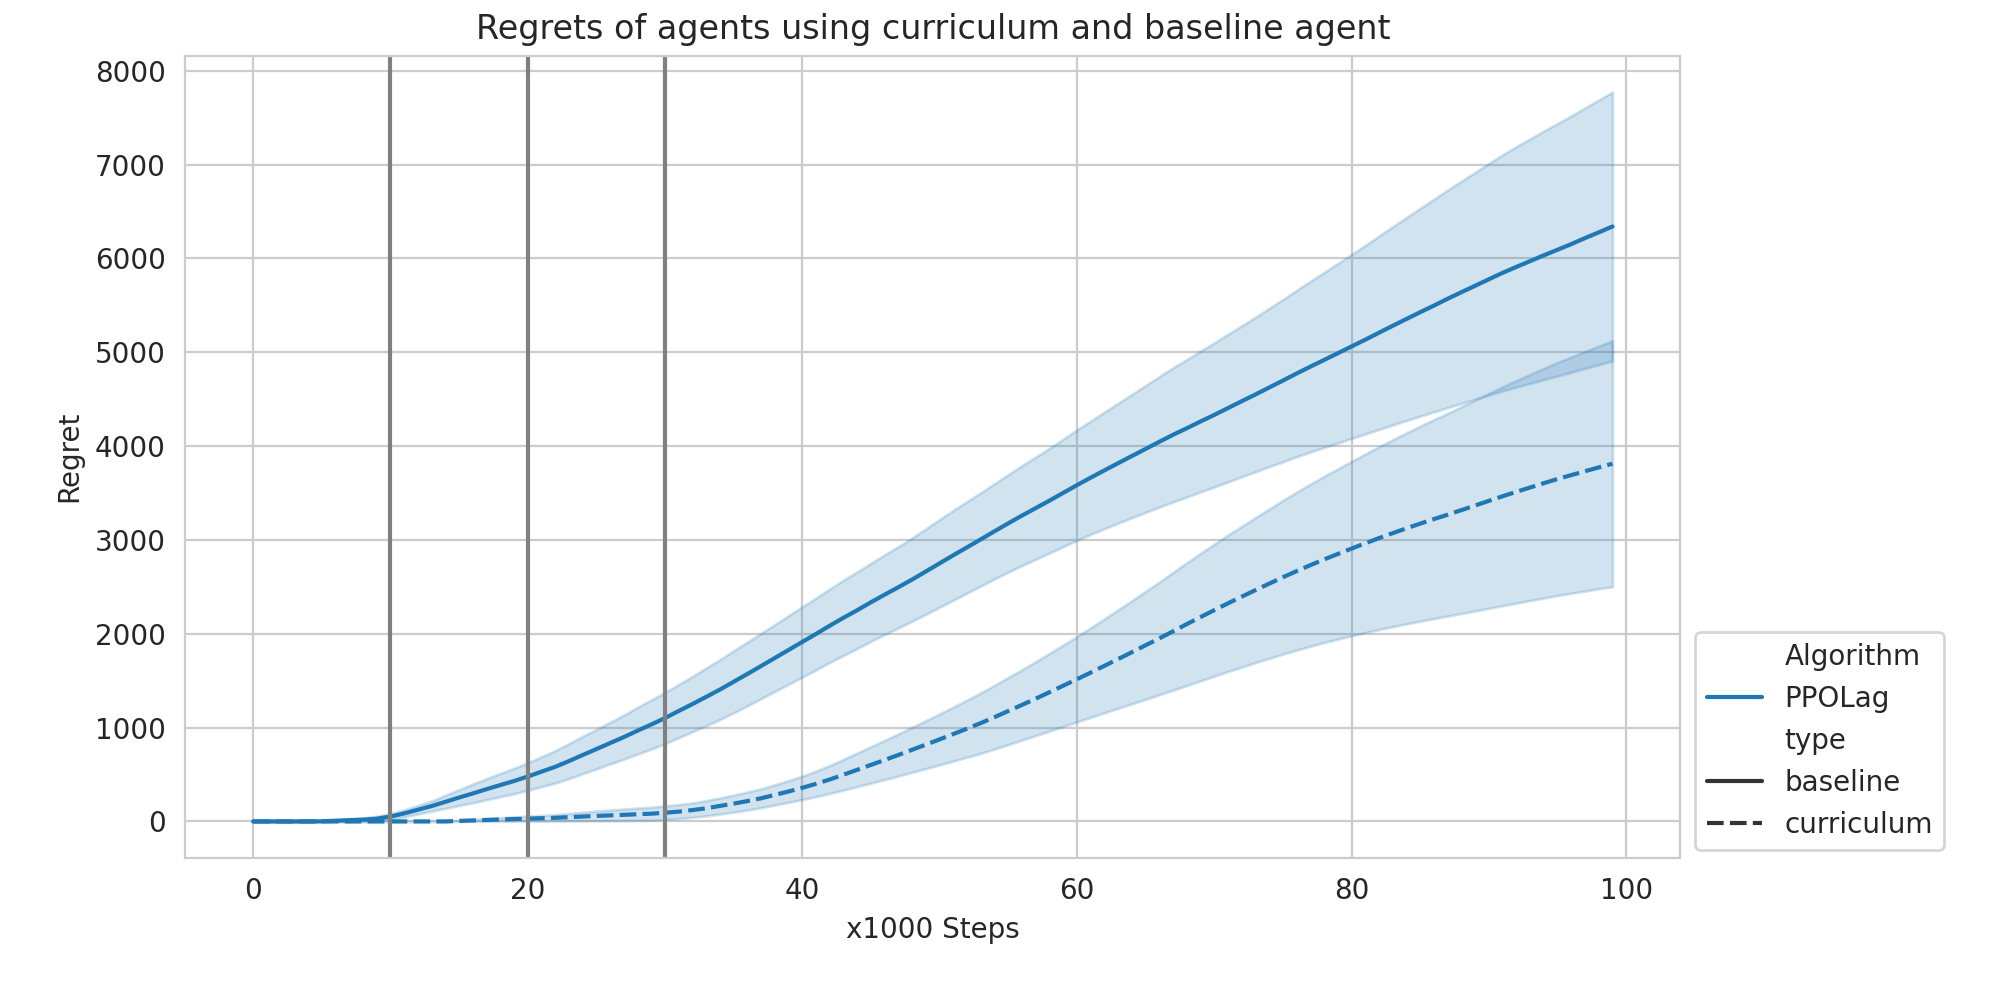 Regrets of agents using curriculum and baseline agent
8000
7000
6000
5000
4000
3000
2000
1000
0
Regret
0 20 40 60 80 100
x1000 Steps
Algorithm
PPOLag
type
baseline
curriculum